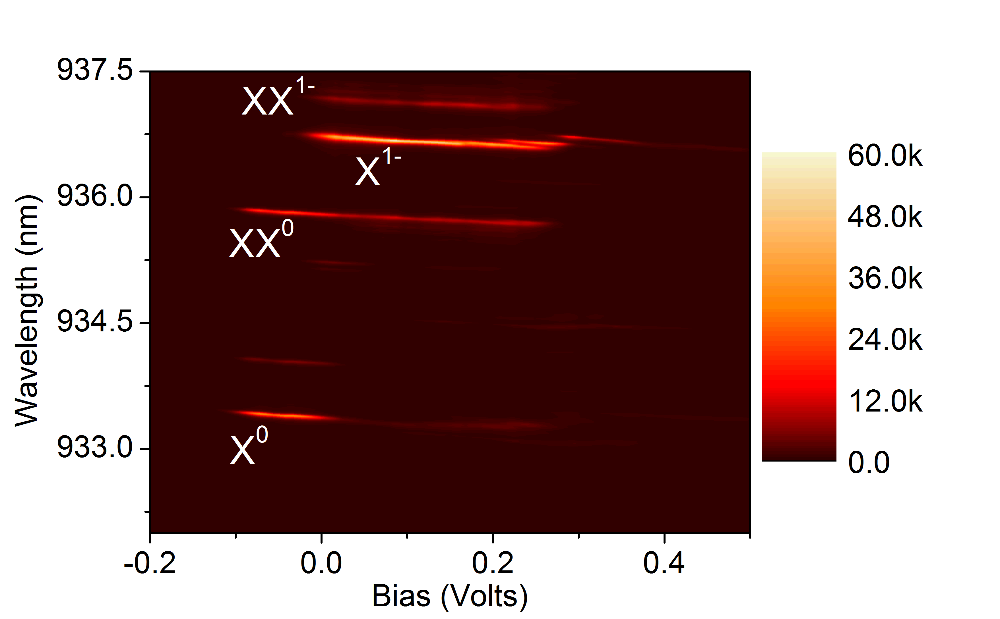 937.5
936.0
934.5
933.0
Wavelength (nm)
XX¹⁻
X¹⁻
XX⁰
X⁰
60.0k
48.0k
36.0k
24.0k
12.0k
0.0
-0.2 0.0 0.2 0.4
Bias (Volts)